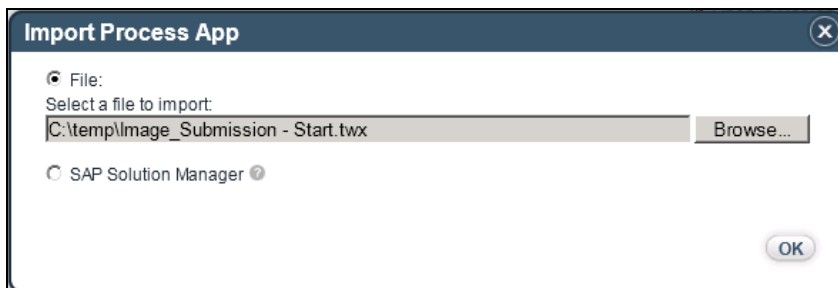 Import Process App
File:
Select a file to import:
C:\temp\Image_Submission - Start.twx Browse...
SAP Solution Manager ?
OK